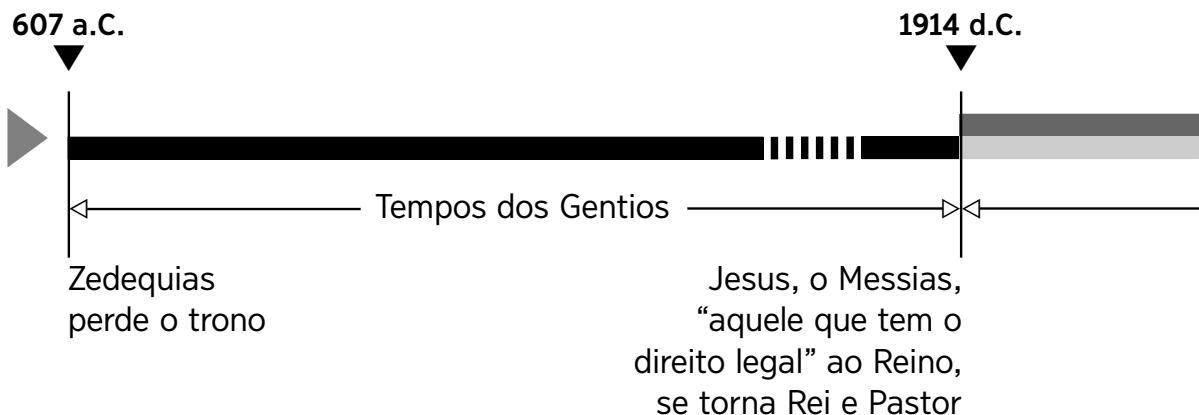 607 a.C.
1914 d.C.
Tempos dos Gentios
Zedequias
perde o trono
Jesus, o Messias,
“aquele que tem o
direito legal” ao Reino,
se torna Rei e Pastor